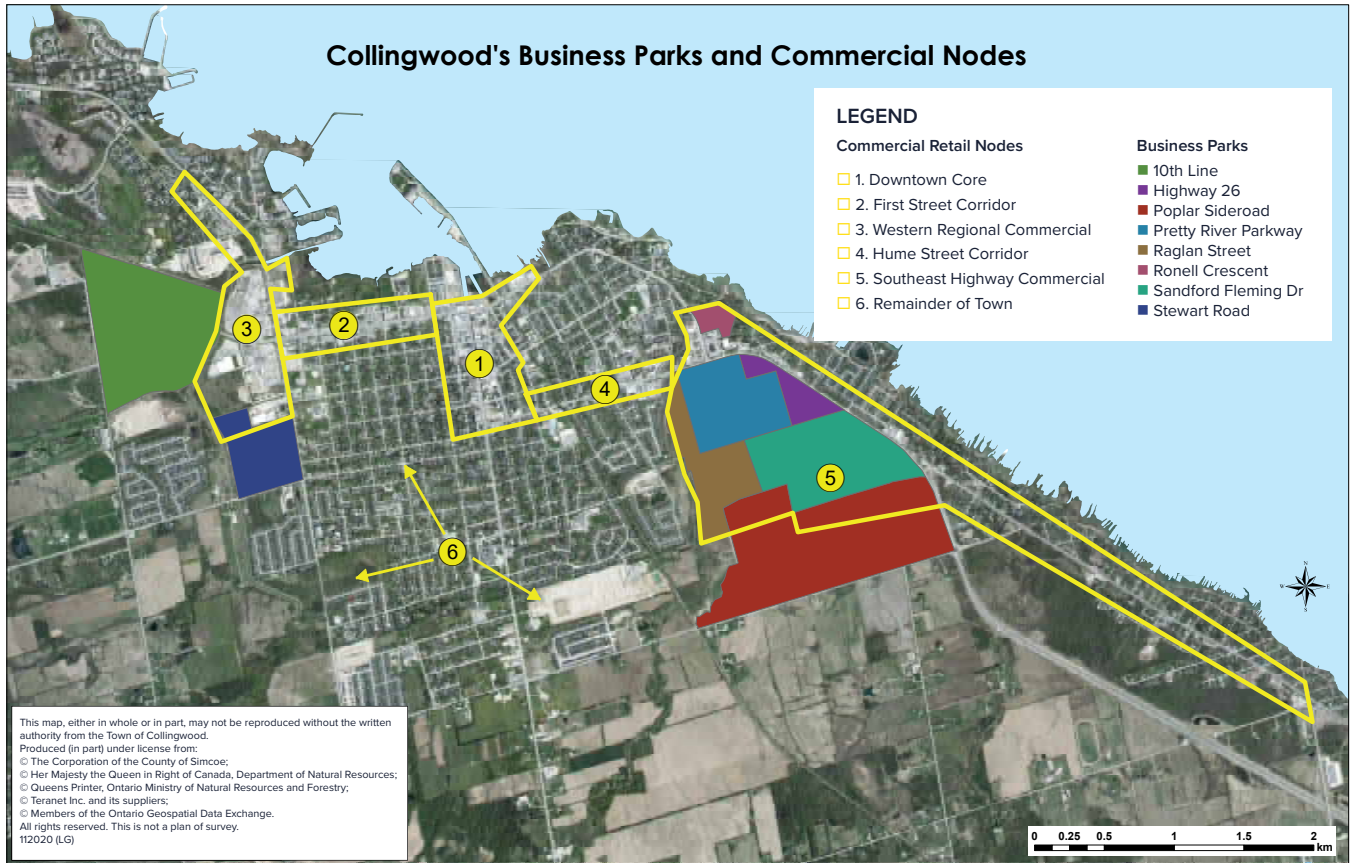 Collingwood's Business Parks and Commercial Nodes
LEGEND
Commercial Retail Nodes
1. Downtown Core
2. First Street Corridor
3. Western Regional Commercial
4. Hume Street Corridor
5. Southeast Highway Commercial
6. Remainder of Town
Business Parks
10th Line
Highway 26
Poplar Sideroad
Pretty River Parkway
Raglan Street
Ronell Crescent
Sandford Fleming Dr
Stewart Road
3
2
1
4
5
6
N
W
E
S
This map, either in whole or in part, may not be reproduced without the written
authority from the Town of Collingwood.
Produced (in part) under license from:
© The Corporation of the County of Simcoe;
© Her Majesty the Queen in Right of Canada, Department of Natural Resources;
© Queens Printer, Ontario Ministry of Natural Resources and Forestry;
© Teranet Inc. and its suppliers;
© Members of the Ontario Geospatial Data Exchange.
All rights reserved. This is not a plan of survey.
112020 (LG)
0 0.25 0.5 1 1.5 2
km